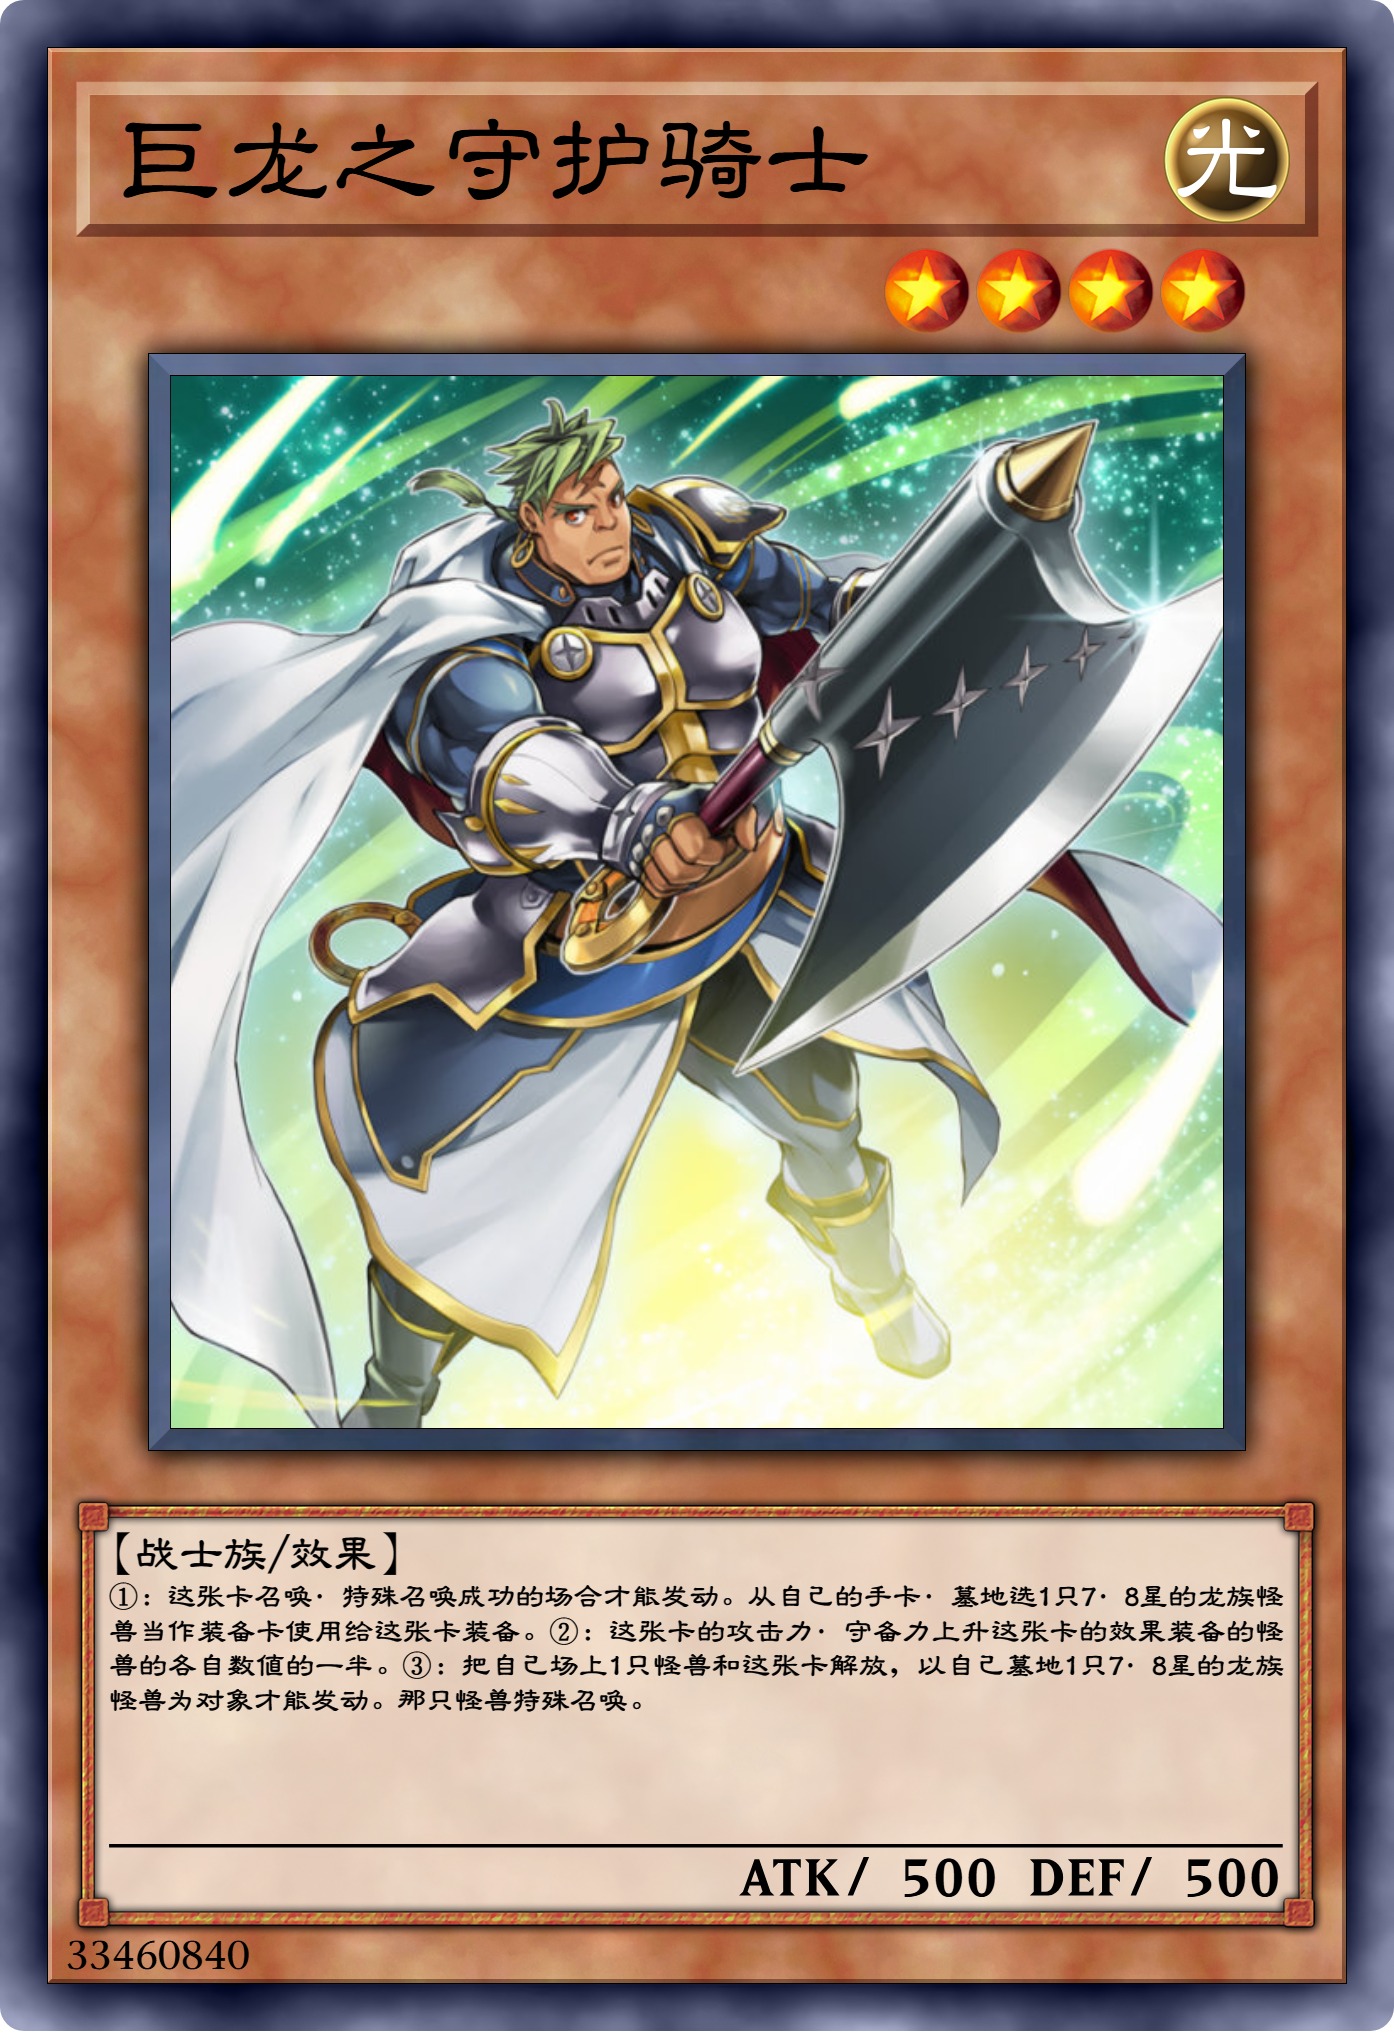 巨龙之守护骑士
光
【战士族/效果】
①：这张卡召唤·特殊召唤成功的场合才能发动。从自己的手卡·墓地选1只7·8星的龙族怪
兽当作装备卡使用给这张卡装备。②：这张卡的攻击力·守备力上升这张卡的效果装备的怪
兽的各自数值的一半。③：把自己场上1只怪兽和这张卡解放，以自己墓地1只7·8星的龙族
怪兽为对象才能发动。那只怪兽特殊召唤。
ATK/ 500 DEF/ 500
33460840